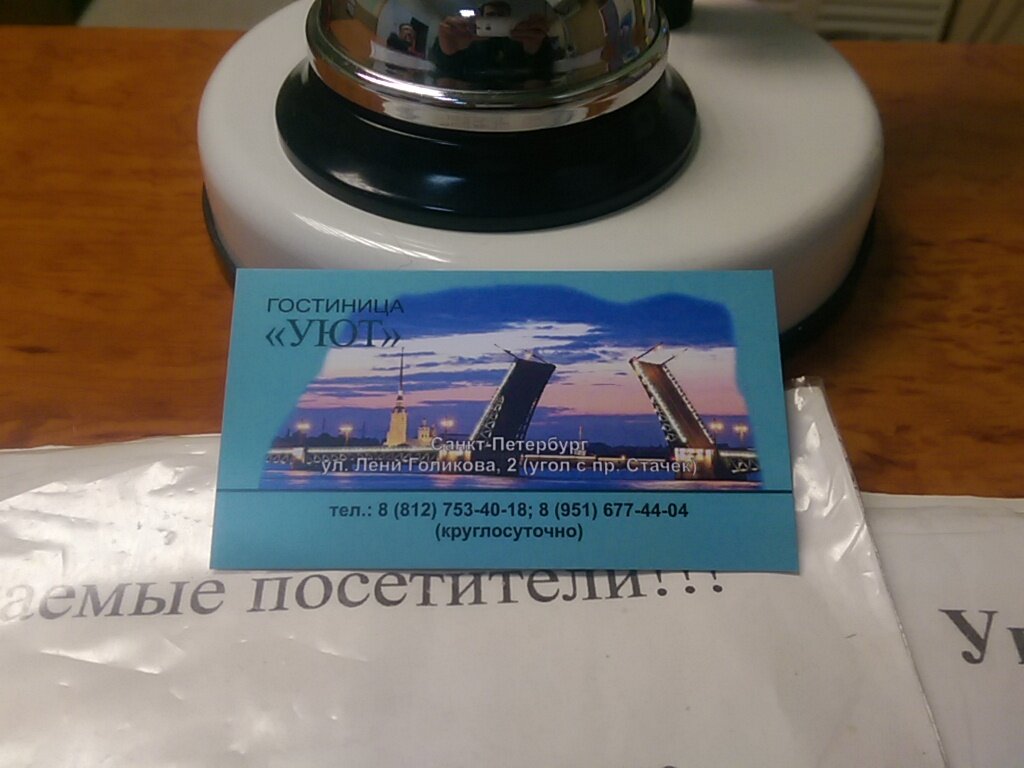 ГОСТИНИЦА
«УЮТ»
Санкт-Петербург
ул. Лени Голикова, 2 (угол с пр. Стачек)
тел.: 8 (812) 753-40-18; 8 (951) 677-44-04
(круглосуточно)
аемые посетители!!!